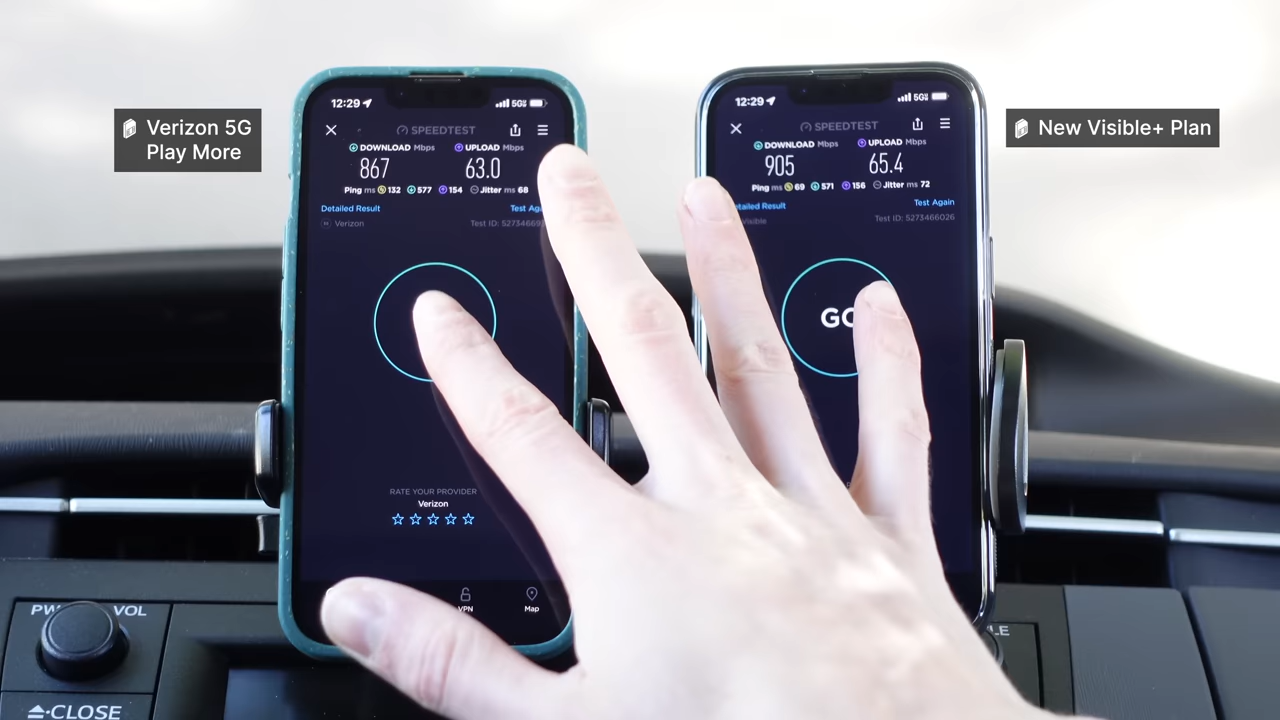 Verizon 5G
Play More
12:29
5G
SPEEDTEST
DOWNLOAD Mbps
UPLOAD Mbps
867
63.0
Ping ms 132 577 154 Jitter ms 68
Detailed Result
Verizon
RATE YOUR PROVIDER
Verizon
VPN
Map
New Visible+ Plan
12:29
5G
SPEEDTEST
DOWNLOAD Mbps
UPLOAD Mbps
905
65.4
Ping ms 69 571 156 Jitter ms 72
Result
Test Again
Test ID: 5273466026
VOL
CLOSE